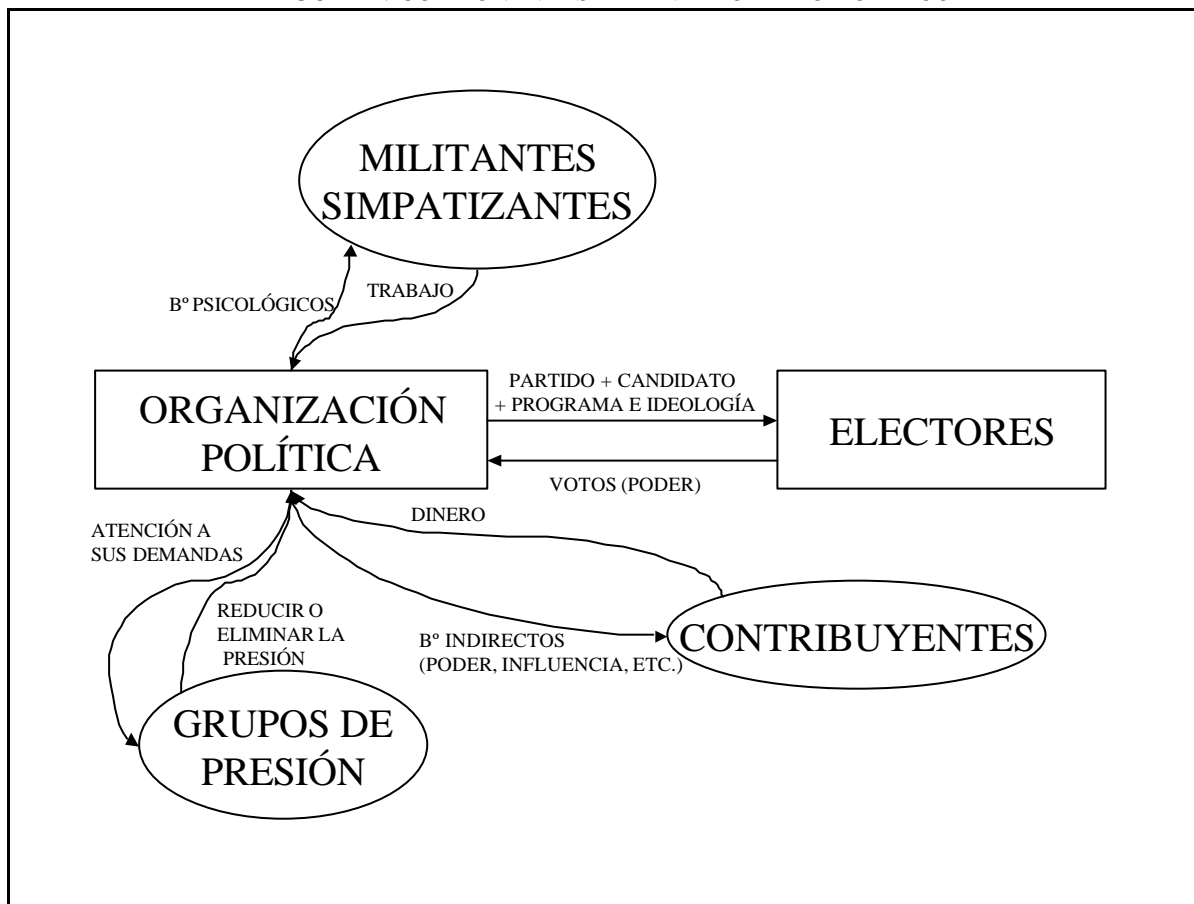 MILITANTES
SIMPATIZANTES
Bº PSICOLÓGICOS
TRABAJO
ORGANIZACIÓN
POLÍTICA
PARTIDO + CANDIDATO
+ PROGRAMA E IDEOLOGÍA
ELECTORES
VOTOS (PODER)
ATENCIÓN A
SUS DEMANDAS
DINERO
REDUCIR O
ELIMINAR LA
PRESIÓN
Bº INDIRECTOS
(PODER, INFLUENCIA, ETC.)
CONTRIBUYENTES
GRUPOS DE
PRESIÓN